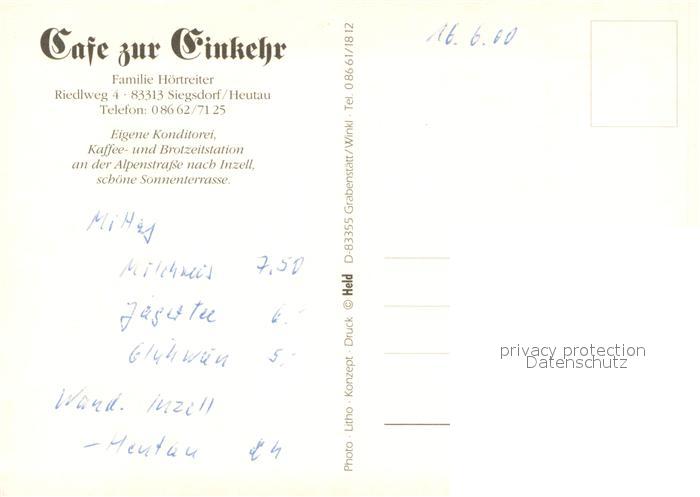 Cafe zur Einkehr
Familie Hörtreiter
Riedlweg 4 · 83313 Siegsdorf/Heutau
Telefon: 0 86 62/71 25
Eigene Konditorei,
Kaffee- und Brotzeitstation
an der Alpenstraße nach Inzell,
schöne Sonnenterrasse.
Mittag
Milchreis 7,50
Jägertee 6.-
Glühwein 5,-
Wand. Inzell
- Heutau 2h
Photo · Litho · Konzept · Druck © Held D-83355 Grabenstätt/Winkl · Tel. 0 86 61/18 12
16.6.00
privacy protection
Datenschutz